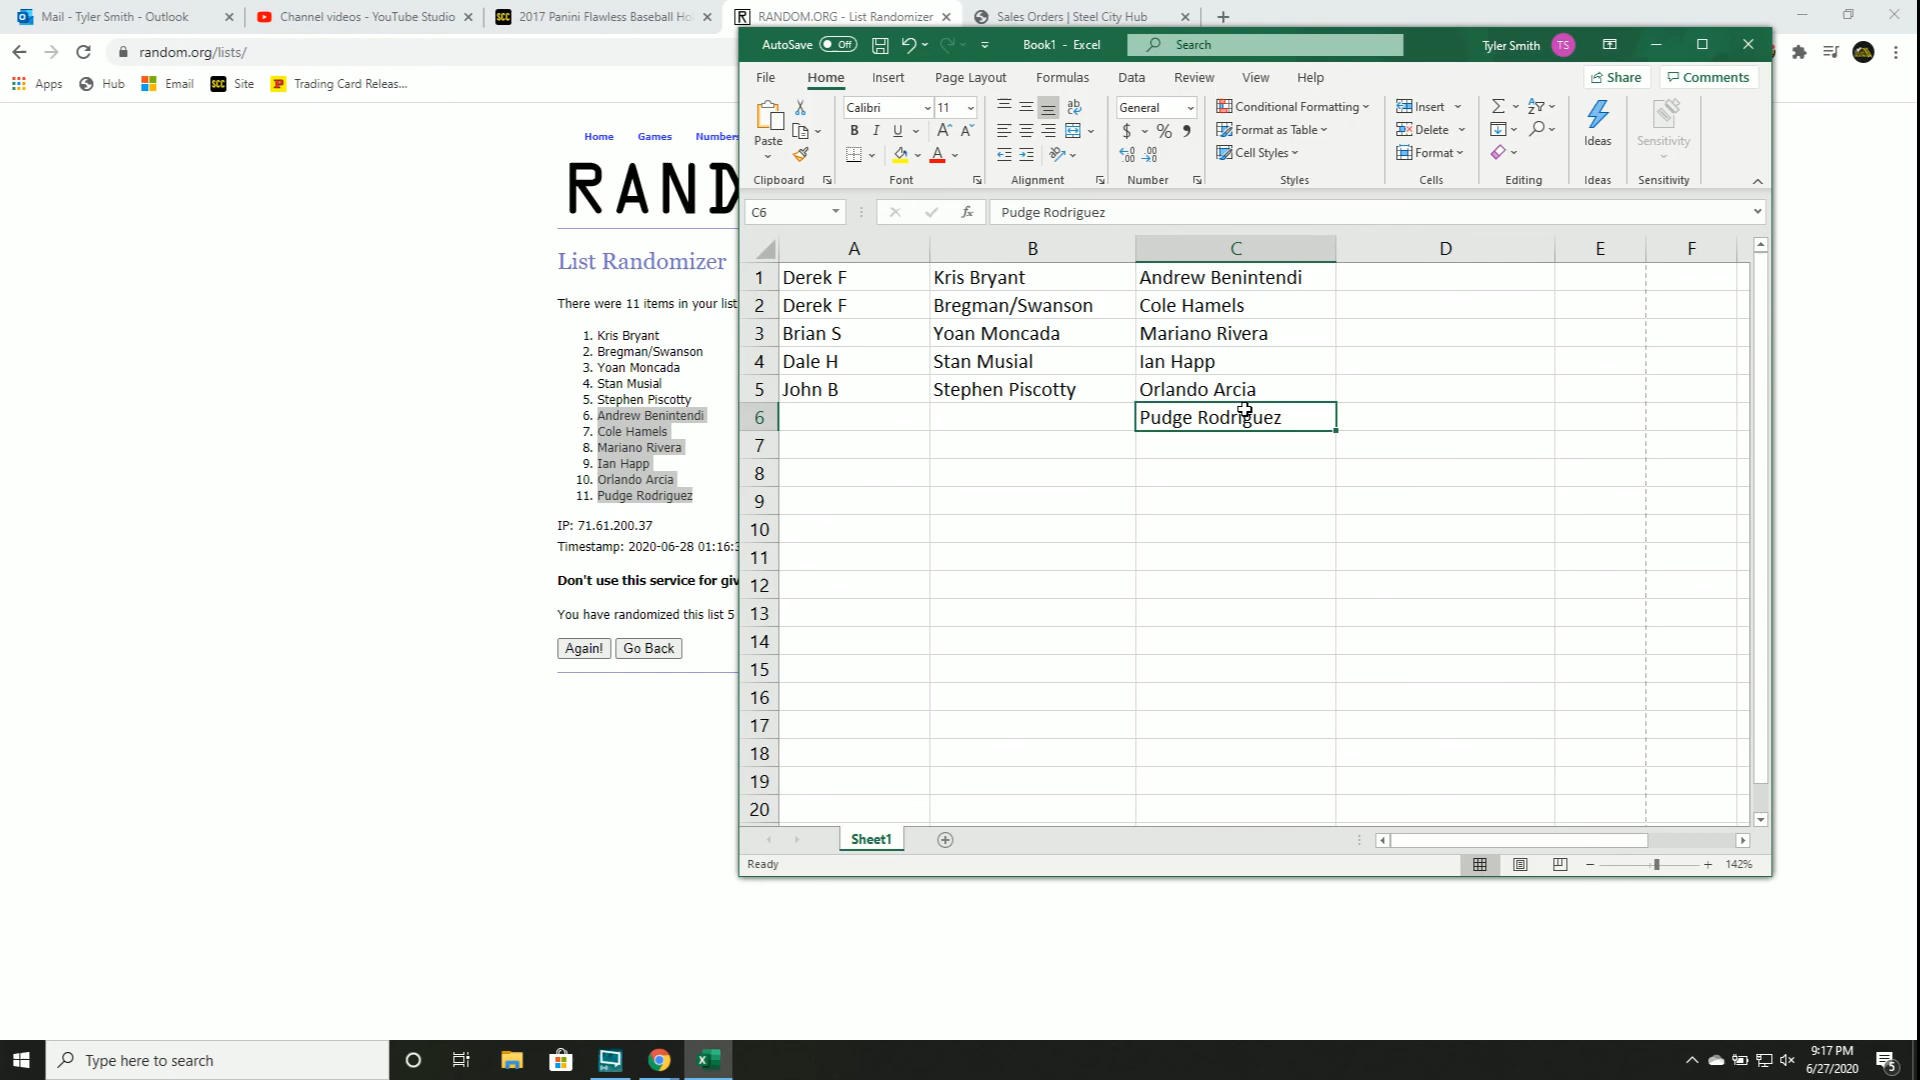 Mail - Tyler Smith - Outlook
Channel videos - YouTube Studio
2017 Panini Flawless Baseball Ho
RANDOM.ORG - List Randomizer
Sales Orders | Steel City Hub
random.org/lists/
Apps
Hub
Email
Site
Trading Card Releas...
Home
Games
Numbers
RAND
List Randomizer
There were 11 items in your list
1. Kris Bryant
2. Bregman/Swanson
3. Yoan Moncada
4. Stan Musial
5. Stephen Piscotty
6. Andrew Benintendi
7. Cole Hamels
8. Mariano Rivera
9. Ian Happ
10. Orlando Arcia
11. Pudge Rodriguez
IP: 71.61.200.37
Timestamp: 2020-06-28 01:16:3
Don't use this service for giv
You have randomized this list 5
Again!
Go Back
AutoSave Off
Book1 - Excel
Search
Tyler Smith TS
File Home Insert Page Layout Formulas Data Review View Help
Share
Comments
Paste
Calibri 11
B I U
General
$ % ,
Conditional Formatting
Format as Table
Cell Styles
Insert
Delete
Format
Ideas
Sensitivity
Clipboard Font Alignment Number Styles Cells Editing Ideas Sensitivity
C6
fx
Pudge Rodriguez
A B C D E F
1 Derek F Kris Bryant Andrew Benintendi
2 Derek F Bregman/Swanson Cole Hamels
3 Brian S Yoan Moncada Mariano Rivera
4 Dale H Stan Musial Ian Happ
5 John B Stephen Piscotty Orlando Arcia
6 Pudge Rodriguez
7
8
9
10
11
12
13
14
15
16
17
18
19
20
Sheet1
Ready
142%
Type here to search
9:17 PM
6/27/2020
5